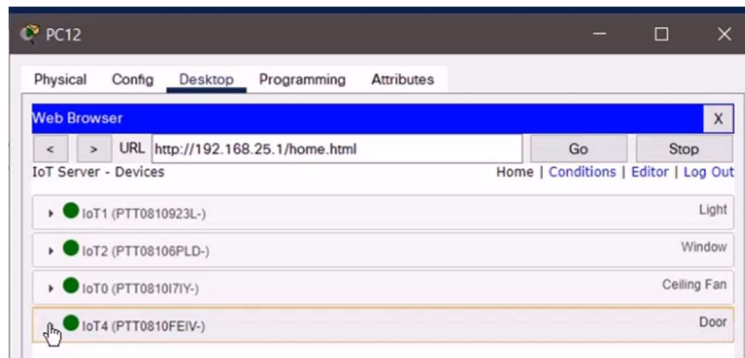 PC12
Physical Config Desktop Programming Attributes
Web Browser X
< > URL http://192.168.25.1/home.html Go Stop
IoT Server - Devices Home | Conditions | Editor | Log Out
IoT1 (PTT0810923L-) Light
IoT2 (PTT08106PLD-) Window
IoT0 (PTT0810I7IY-) Ceiling Fan
IoT4 (PTT0810FEIV-) Door